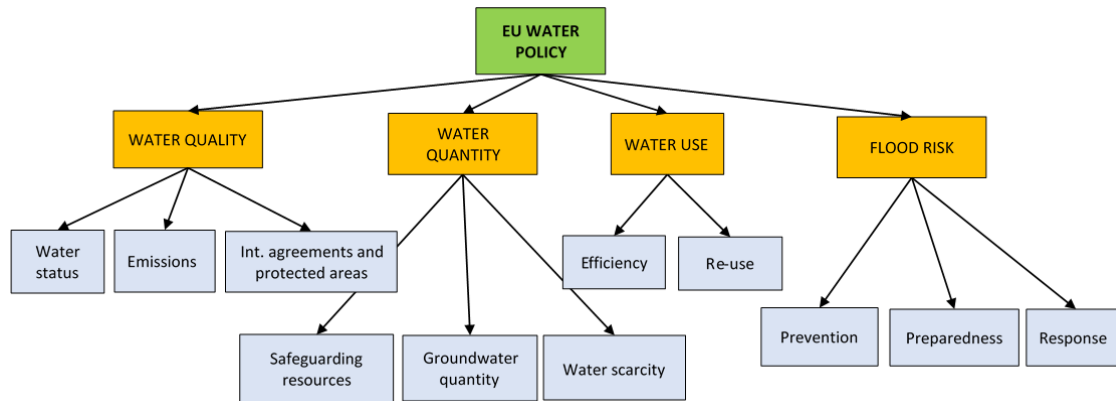 EU WATER
POLICY
WATER QUALITY
WATER
QUANTITY
WATER USE
FLOOD RISK
Water
status
Emissions
Int. agreements and
protected areas
Efficiency
Re-use
Safeguarding
resources
Groundwater
quantity
Water scarcity
Prevention
Preparedness
Response